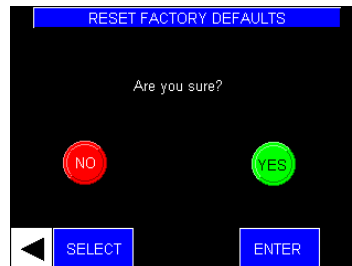 RESET FACTORY DEFAULTS
Are you sure?
NO YES
SELECT ENTER